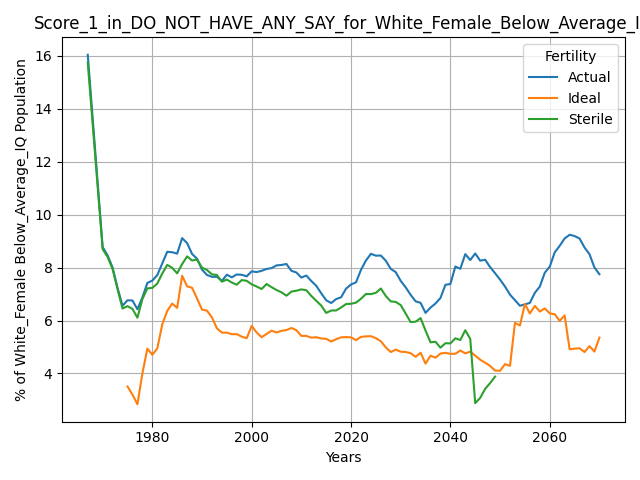 Score_1_in_DO_NOT_HAVE_ANY_SAY_for_White_Female_Below_Average_I
Fertility
Actual
Ideal
Sterile
% of White_Female Below_Average_IQ Population
16
14
12
10
8
6
4
1980
2000
2020
2040
2060
Years